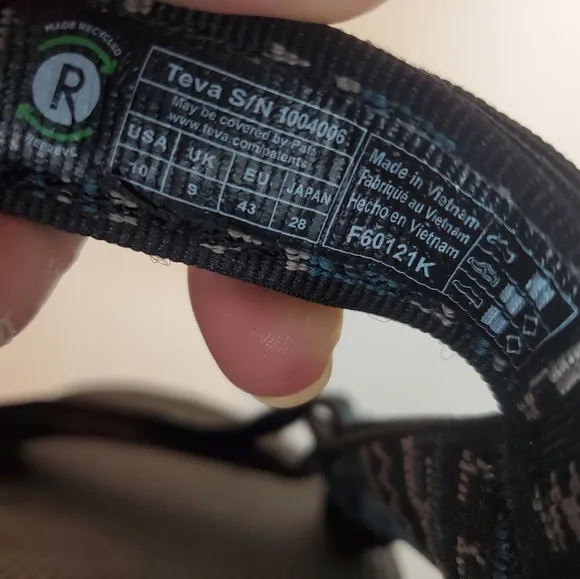 MADE RECYCLED
R
REPREVE
Teva S/N 1004006
May be covered by Pat.
www.teva.com/patents
USA UK EU JAPAN
10 9 43 28
Made in Vietnam
Fabriqué au Vietnam
Hecho en Vietnam
F60121K